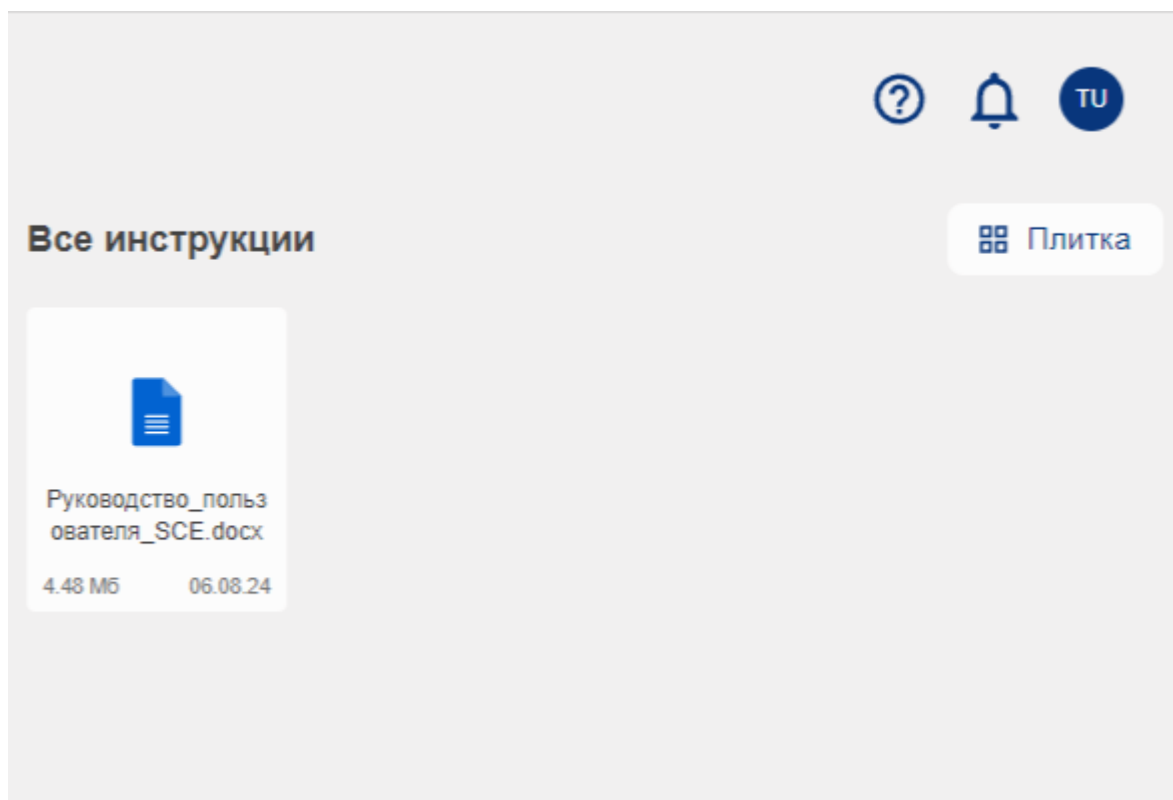 TU
Все инструкции
Плитка
Руководство_польз
ователя_SCE.docx
4.48 Мб 06.08.24